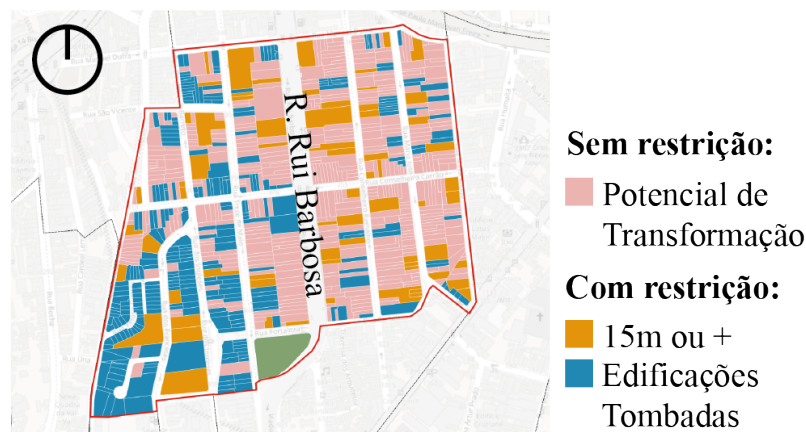 R. Rui Barbosa
Sem restrição:
Potencial de
Transformação
Com restrição:
15m ou +
Edificações
Tombadas